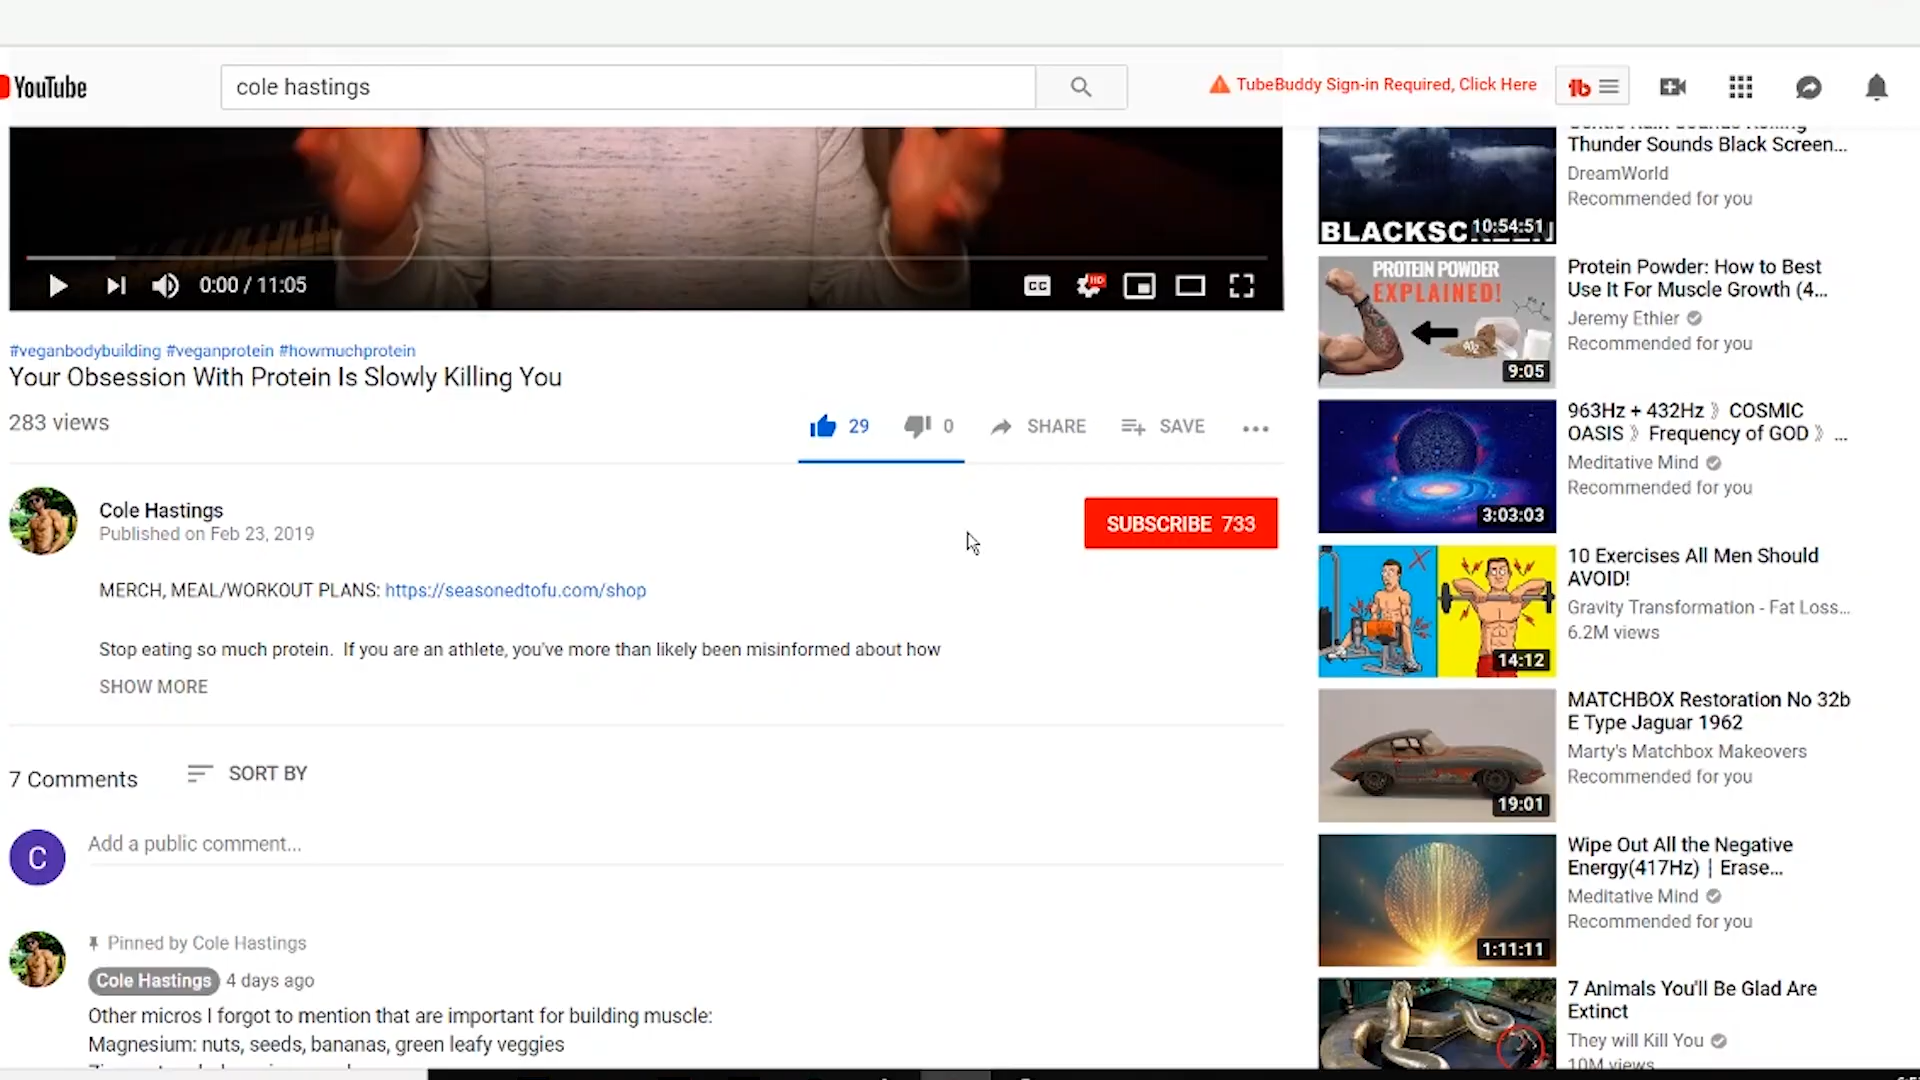 YouTube
cole hastings
TubeBuddy Sign-in Required, Click Here
0:00 / 11:05
CC
HD
#veganbodybuilding #veganprotein #howmuchprotein
Your Obsession With Protein Is Slowly Killing You
283 views
29
0
SHARE
SAVE
Cole Hastings
Published on Feb 23, 2019
SUBSCRIBE 733
MERCH, MEAL/WORKOUT PLANS: https://seasonedtofu.com/shop
Stop eating so much protein. If you are an athlete, you've more than likely been misinformed about how
SHOW MORE
7 Comments
SORT BY
C
Add a public comment...
Pinned by Cole Hastings
Cole Hastings 4 days ago
Other micros I forgot to mention that are important for building muscle:
Magnesium: nuts, seeds, bananas, green leafy veggies
Thunder Sounds Black Screen...
DreamWorld
Recommended for you
10:54:51
PROTEIN POWDER
EXPLAINED!
9:05
Protein Powder: How to Best
Use It For Muscle Growth (4...
Jeremy Ethier
Recommended for you
3:03:03
963Hz + 432Hz 》 COSMIC
OASIS 》 Frequency of GOD 》 ...
Meditative Mind
Recommended for you
14:12
10 Exercises All Men Should
AVOID!
Gravity Transformation - Fat Loss...
6.2M views
19:01
MATCHBOX Restoration No 32b
E Type Jaguar 1962
Marty's Matchbox Makeovers
Recommended for you
1:11:11
Wipe Out All the Negative
Energy(417Hz) | Erase...
Meditative Mind
Recommended for you
7 Animals You'll Be Glad Are
Extinct
They will Kill You
10M views